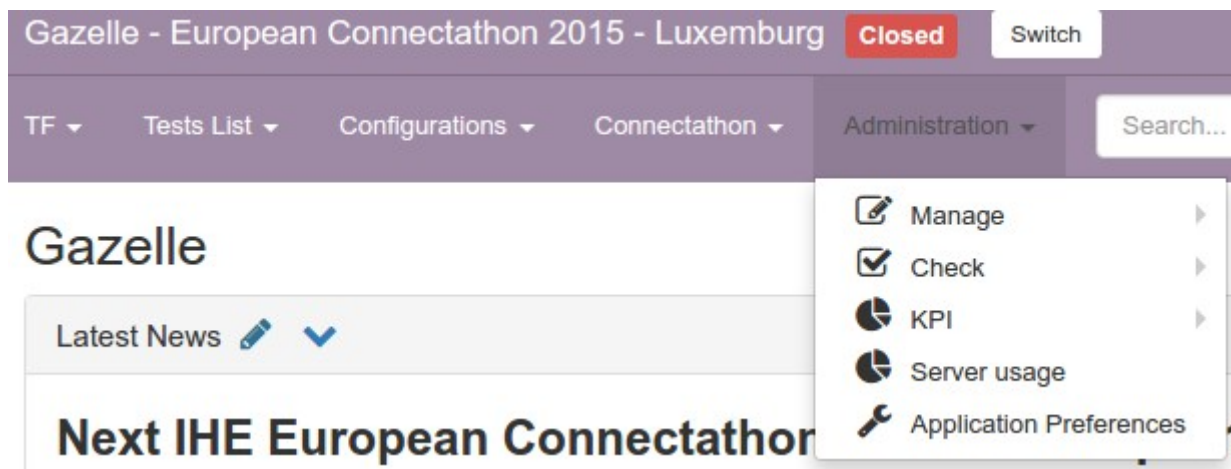 Gazelle - European Connectathon 2015 - Luxemburg Closed Switch
TF Tests List Configurations Connectathon Administration Search...
Manage
Check
KPI
Server usage
Application Preferences
Gazelle
Latest News
Next IHE European